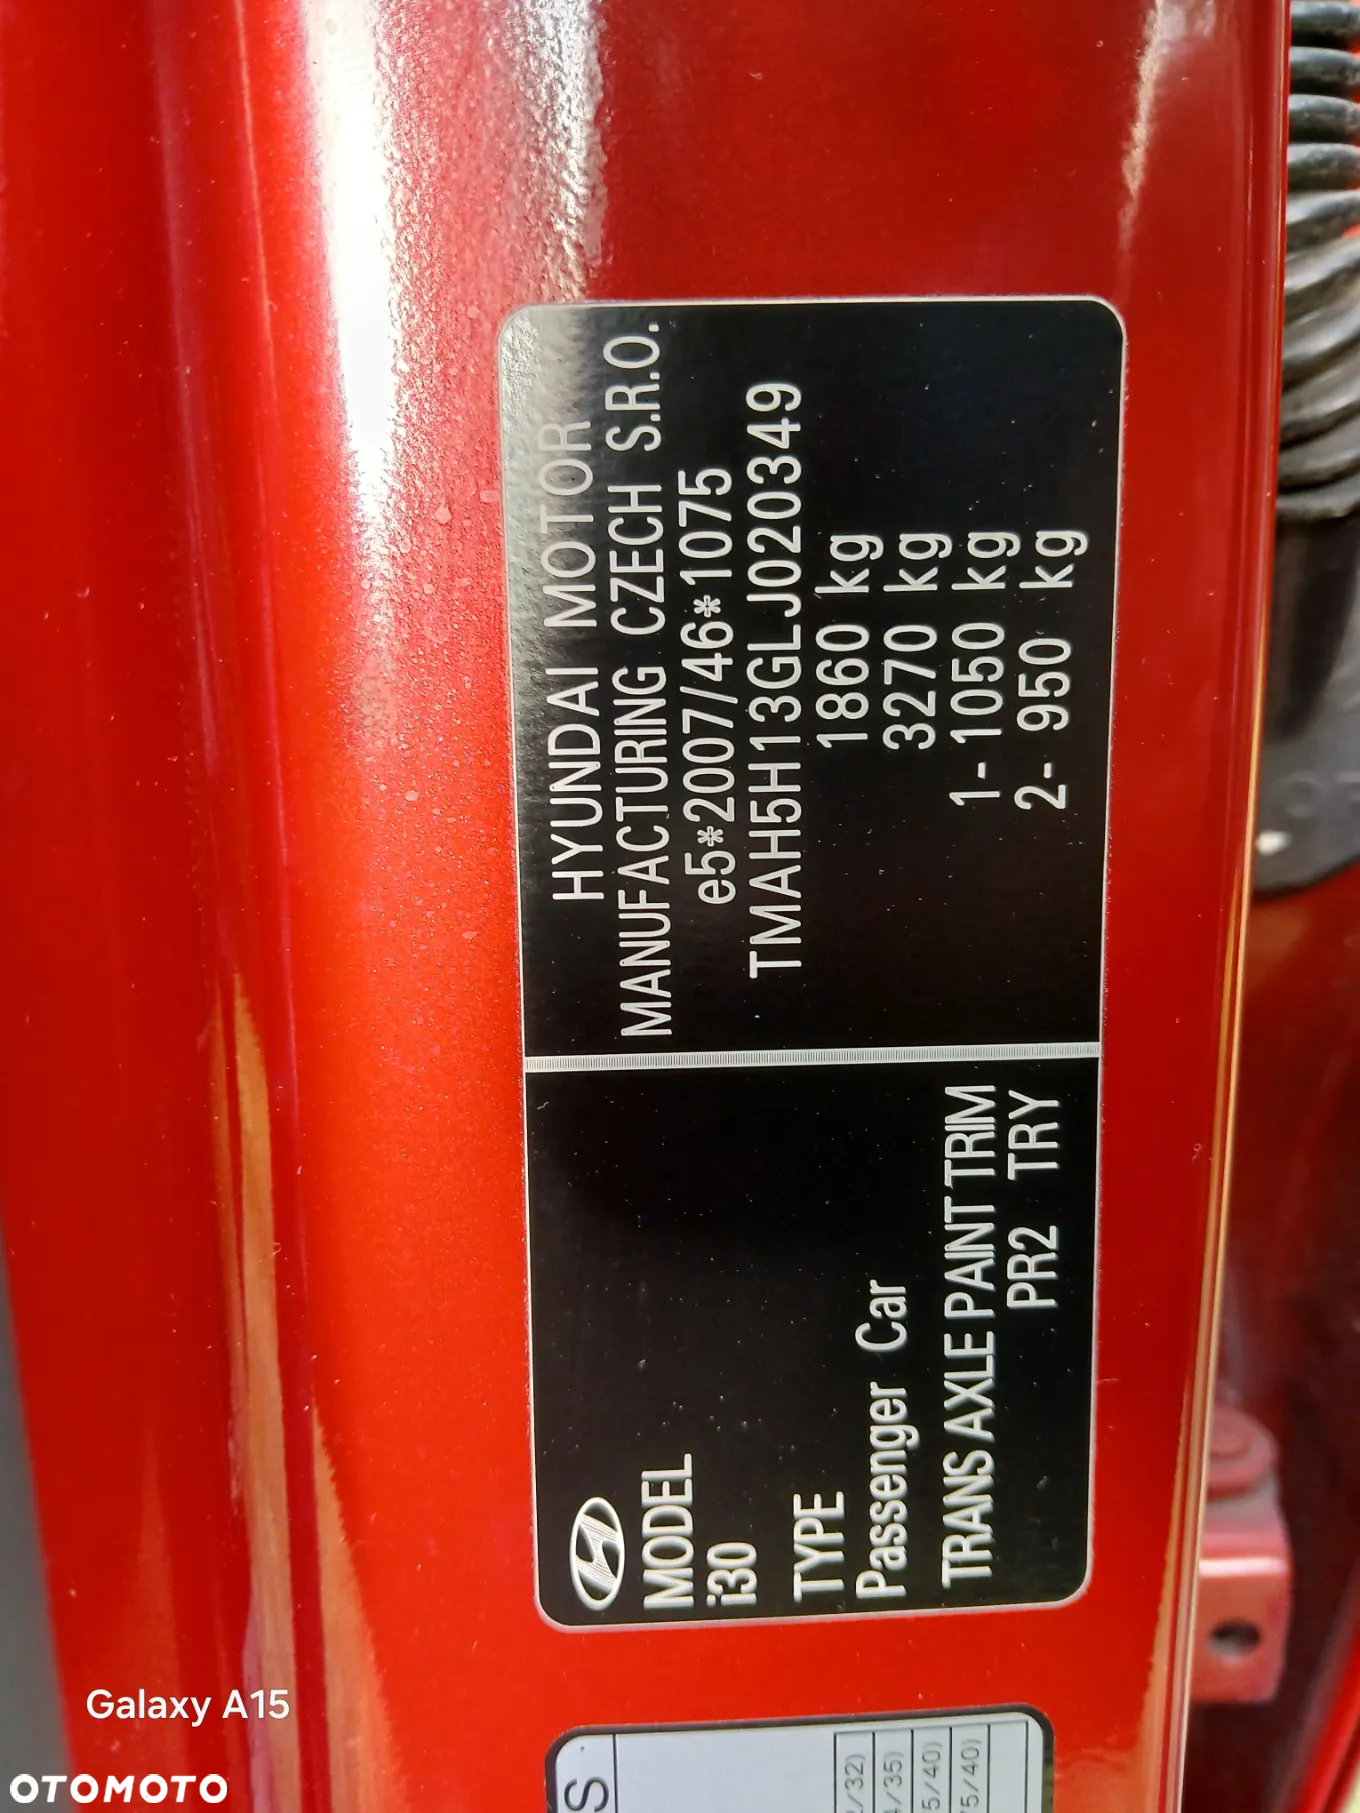 MODEL
i30
TYPE
Passenger Car
TRANS AXLE PAINT TRIM
PR2 TRY
HYUNDAI MOTOR
MANUFACTURING CZECH S.R.O.
e5*2007/46*1075
TMAH5H13GLJ020349
1860 kg
3270 kg
1- 1050 kg
2- 950 kg
Galaxy A15
OTOMOTO